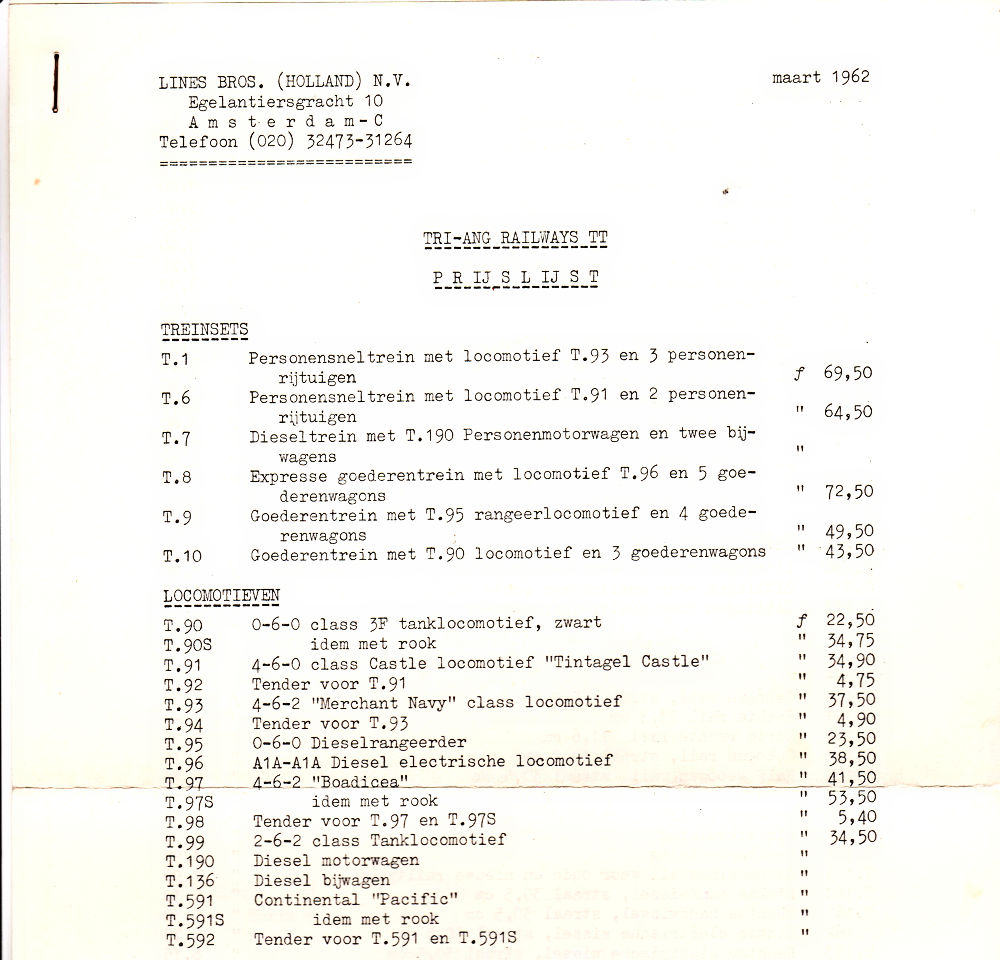 LINES BROS. (HOLLAND) N.V. maart 1962
Egelantiersgracht 10
A m s t e r d a m - C
Telefoon (020) 32473-31264
==========================
TRI-ANG RAILWAYS TT
P R IJ S L IJ S T
TREINSETS
T.1 Personensneltrein met locomotief T.93 en 3 personen-
rijtuigen ƒ 69,50
T.6 Personensneltrein met locomotief T.91 en 2 personen-
rijtuigen " 64,50
T.7 Dieseltrein met T.190 Personenmotorwagen en twee bij-
wagens "
T.8 Expresse goederentrein met locomotief T.96 en 5 goe-
derenwagons " 72,50
T.9 Goederentrein met T.95 rangeerlocomotief en 4 goede-
renwagons " 49,50
T.10 Goederentrein met T.90 locomotief en 3 goederenwagons " 43,50
LOCOMOTIEVEN
T.90 0-6-0 class 3F tanklocomotief, zwart ƒ 22,50
T.90S idem met rook " 34,75
T.91 4-6-0 class Castle locomotief "Tintagel Castle" " 34,90
T.92 Tender voor T.91 " 4,75
T.93 4-6-2 "Merchant Navy" class locomotief " 37,50
T.94 Tender voor T.93 " 4,90
T.95 0-6-0 Dieselrangeerder " 23,50
T.96 A1A-A1A Diesel electrische locomotief " 38,50
T.97 4-6-2 "Boadicea" " 41,50
T.97S idem met rook " 53,50
T.98 Tender voor T.97 en T.97S " 5,40
T.99 2-6-2 class Tanklocomotief " 34,50
T.190 Diesel motorwagen "
T.136 Diesel bijwagen "
T.591 Continental "Pacific" "
T.591S idem met rook "
T.592 Tender voor T.591 en T.591S "